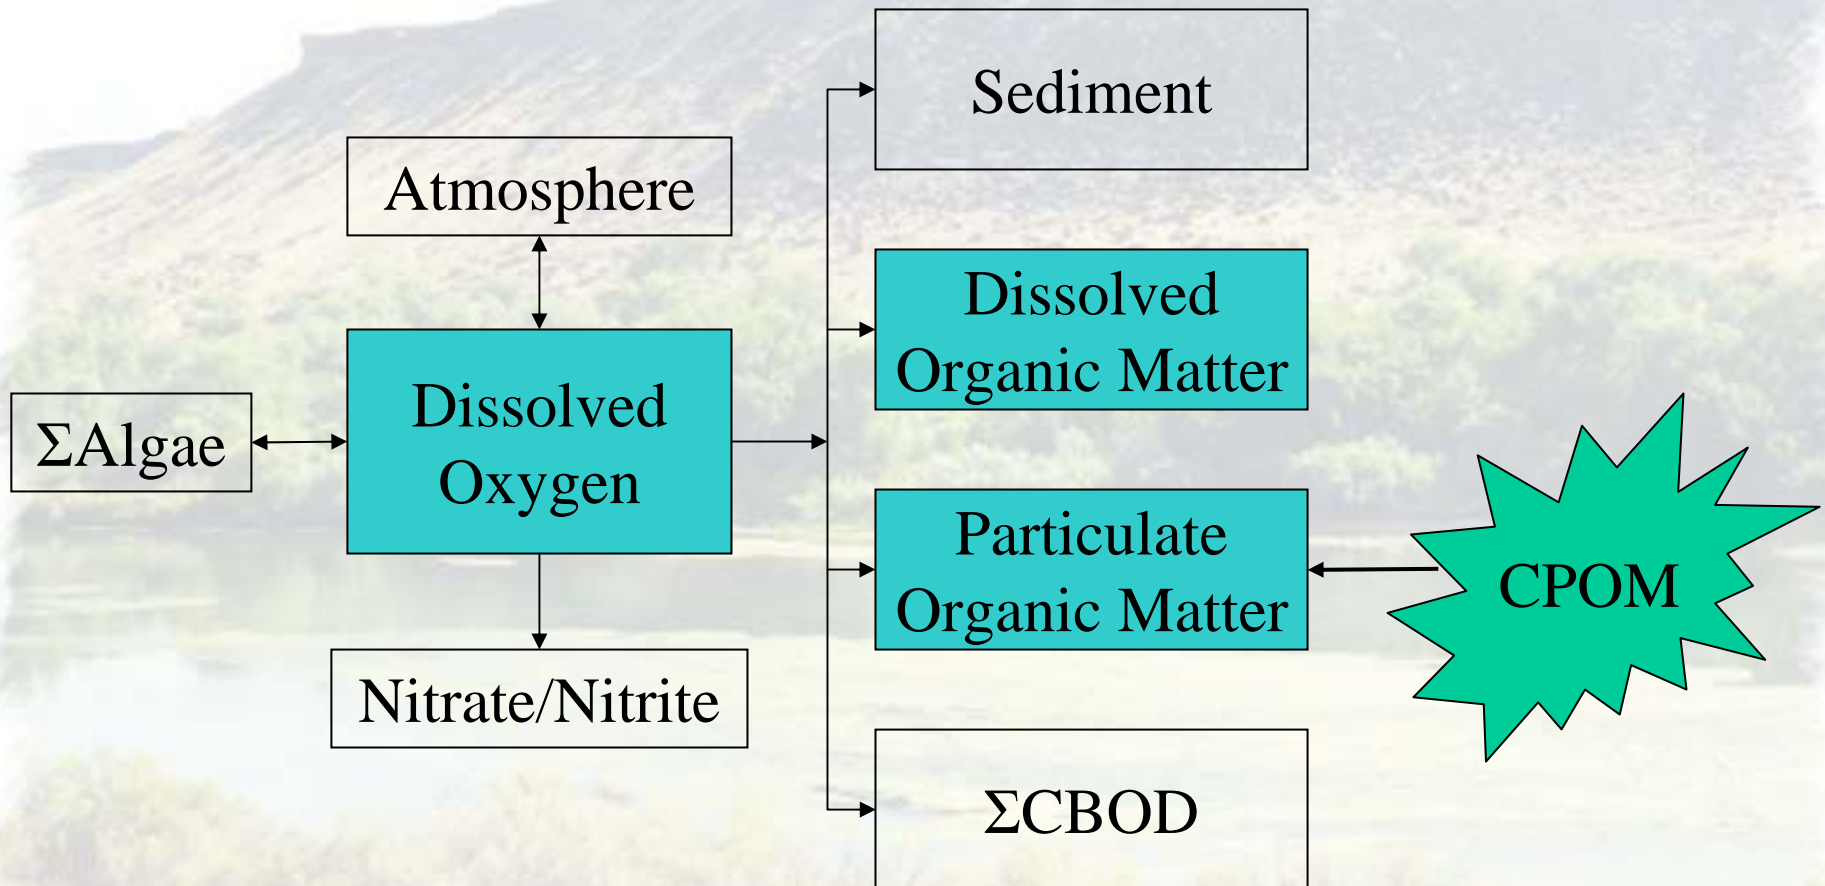 Sediment
Atmosphere
Dissolved
Organic Matter
Dissolved
Oxygen
ΣAlgae
Particulate
Organic Matter
CPOM
Nitrate/Nitrite
ΣCBOD